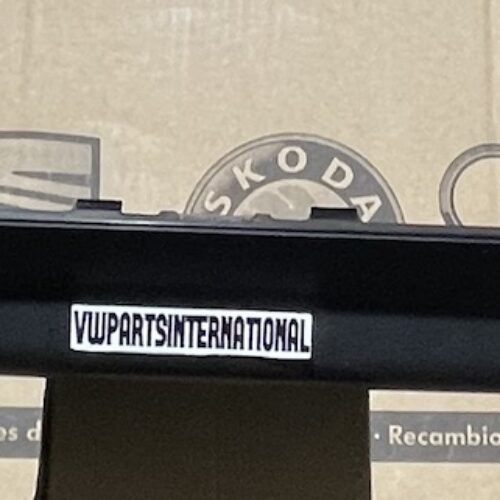 SKODA
VWPARTSINTERNATIONAL
es d
· Recambio